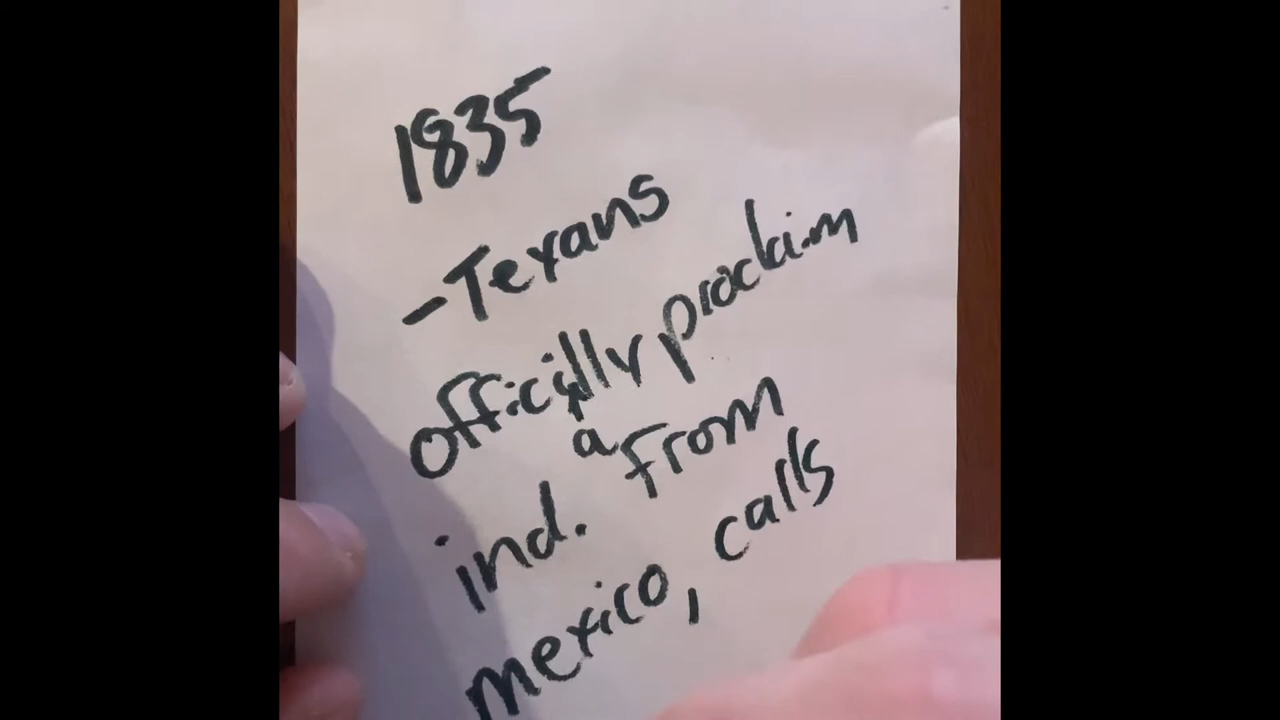 1835
-Texans
officially proclaim
ind. From
mexico, calls